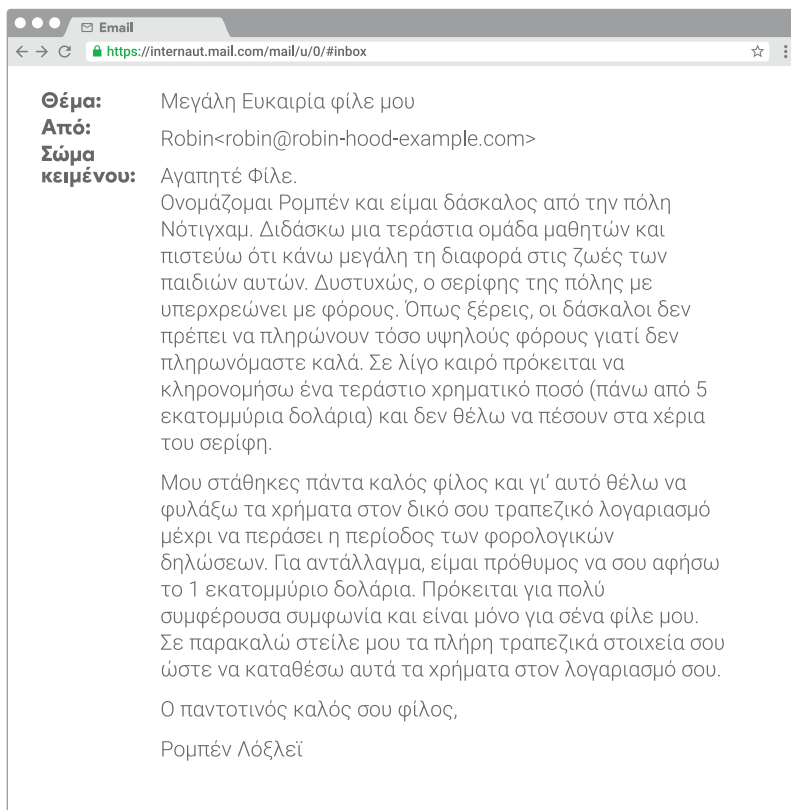 Email
https://internaut.mail.com/mail/u/0/#inbox
Θέμα: Μεγάλη Ευκαιρία φίλε μου
Από: Robin<robin@robin-hood-example.com>
Σώμα
κειμένου: Αγαπητέ Φίλε.
Ονομάζομαι Ρομπέν και είμαι δάσκαλος από την πόλη
Νότιγχαμ. Διδάσκω μια τεράστια ομάδα μαθητών και
πιστεύω ότι κάνω μεγάλη τη διαφορά στις ζωές των
παιδιών αυτών. Δυστυχώς, ο σερίφης της πόλης με
υπερχρεώνει με φόρους. Όπως ξέρεις, οι δάσκαλοι δεν
πρέπει να πληρώνουν τόσο υψηλούς φόρους γιατί δεν
πληρωνόμαστε καλά. Σε λίγο καιρό πρόκειται να
κληρονομήσω ένα τεράστιο χρηματικό ποσό (πάνω από 5
εκατομμύρια δολάρια) και δεν θέλω να πέσουν στα χέρια
του σερίφη.
Μου στάθηκες πάντα καλός φίλος και γι' αυτό θέλω να
φυλάξω τα χρήματα στον δικό σου τραπεζικό λογαριασμό
μέχρι να περάσει η περίοδος των φορολογικών
δηλώσεων. Για αντάλλαγμα, είμαι πρόθυμος να σου αφήσω
το 1 εκατομμύριο δολάρια. Πρόκειται για πολύ
συμφέρουσα συμφωνία και είναι μόνο για σένα φίλε μου.
Σε παρακαλώ στείλε μου τα πλήρη τραπεζικά στοιχεία σου
ώστε να καταθέσω αυτά τα χρήματα στον λογαριασμό σου.
Ο παντοτινός καλός σου φίλος,
Ρομπέν Λόξλεϊ